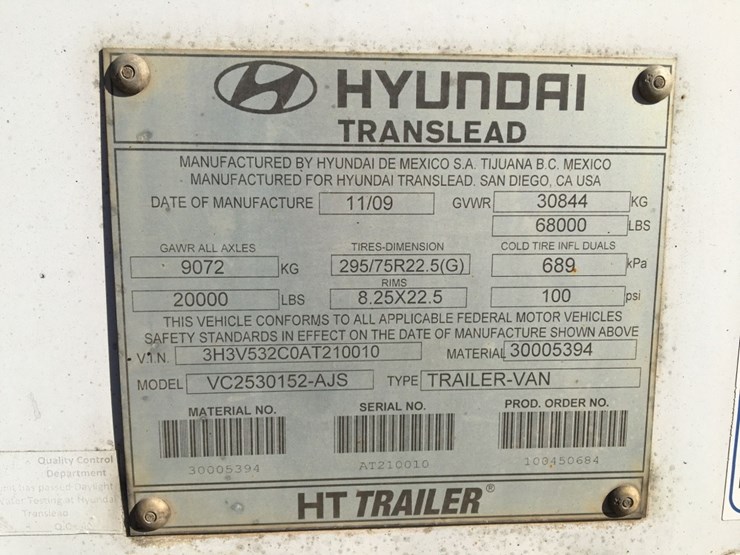 HYUNDAI
TRANSLEAD
MANUFACTURED BY HYUNDAI DE MEXICO S.A. TIJUANA B.C. MEXICO
MANUFACTURED FOR HYUNDAI TRANSLEAD. SAN DIEGO, CA USA
DATE OF MANUFACTURE 11/09 GVWR 30844 KG
68000 LBS
GAWR ALL AXLES TIRES-DIMENSION COLD TIRE INFL DUALS
9072 KG 295/75R22.5(G) 689 kPa
RIMS
20000 LBS 8.25X22.5 100 psi
THIS VEHICLE CONFORMS TO ALL APPLICABLE FEDERAL MOTOR VEHICLES
SAFETY STANDARDS IN EFFECT ON THE DATE OF MANUFACTURE SHOWN ABOVE
V.I.N. 3H3V532C0AT210010 MATERIAL 30005394
MODEL VC2530152-AJS TYPE TRAILER-VAN
MATERIAL NO. SERIAL NO. PROD. ORDER NO.
30005394 AT210010 100450684
HT TRAILER®
Quality Control
Department
Testing at Hyundai
Translead